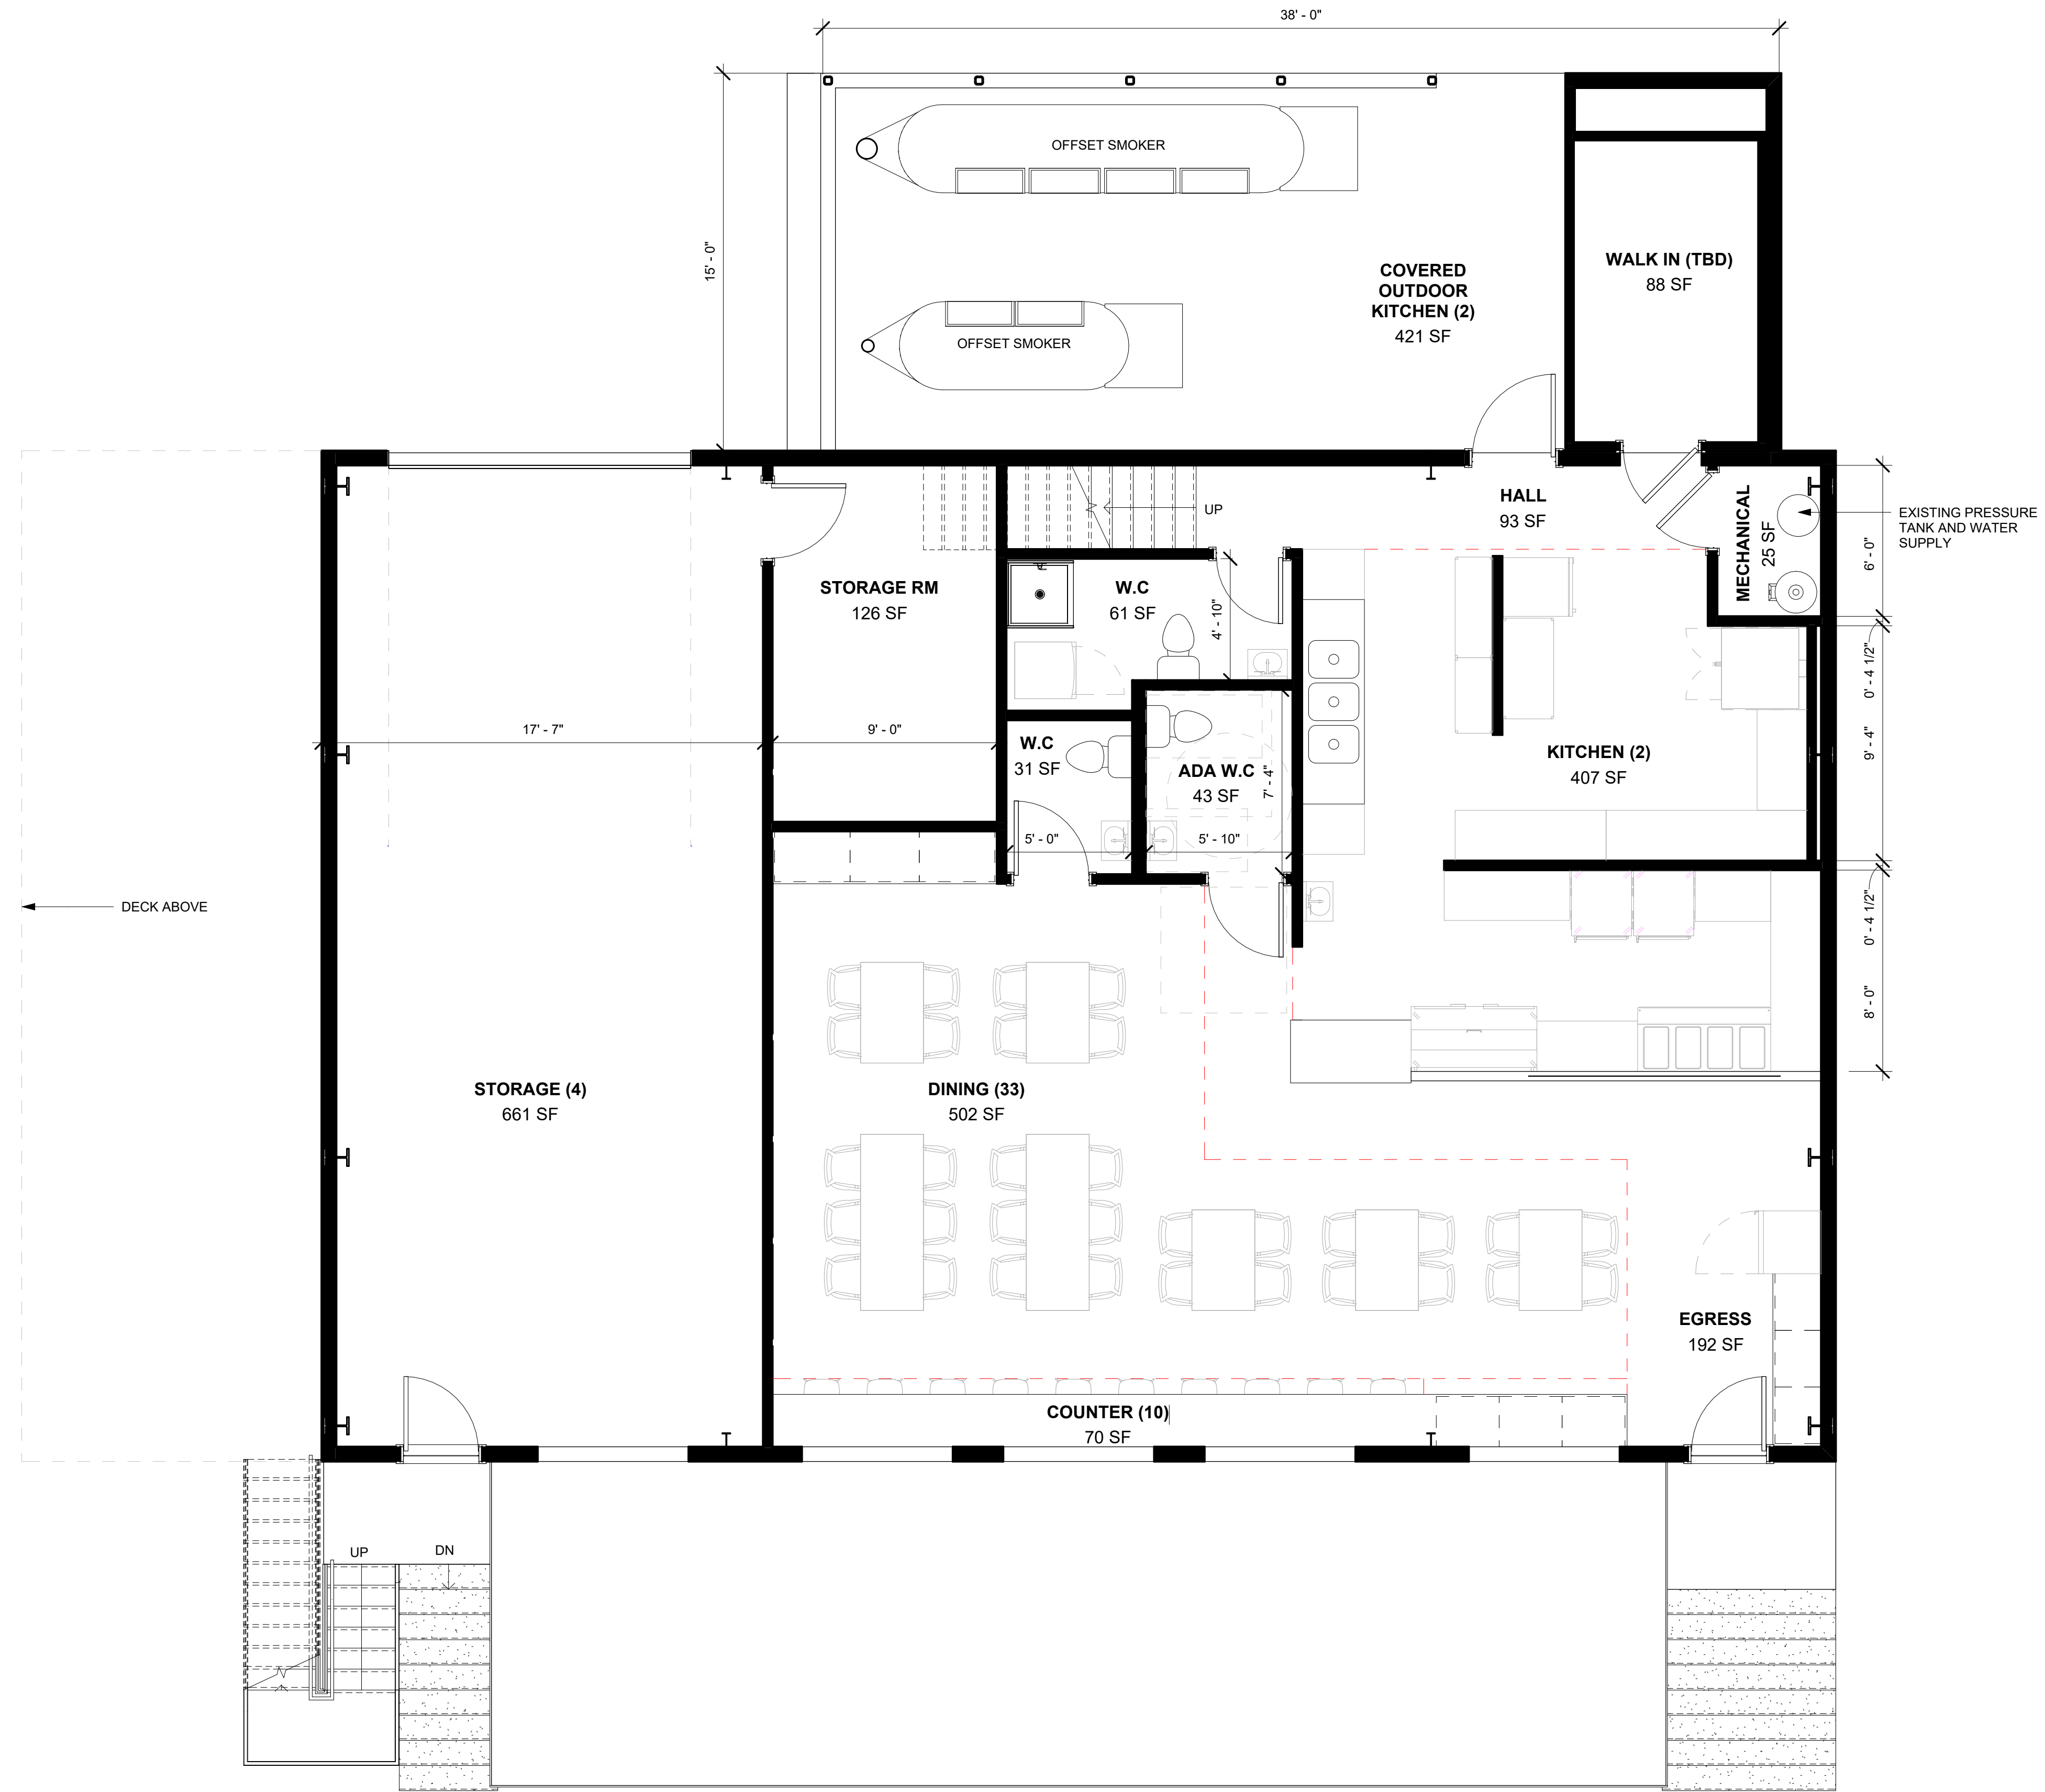 38' - 0"
OFFSET SMOKER
15' - 0"
WALK IN (TBD)
88 SF
COVERED
OUTDOOR
KITCHEN (2)
421 SF
OFFSET SMOKER
HALL
93 SF
UP
MECHANICAL
25 SF
EXISTING PRESSURE
TANK AND WATER
SUPPLY
6' - 0"
STORAGE RM
126 SF
W.C
61 SF
4' - 10"
0' - 4 1/2"
17' - 7"
9' - 0"
W.C
31 SF
ADA W.C
43 SF
7' - 4"
KITCHEN (2)
407 SF
9' - 4"
5' - 0"
5' - 10"
DECK ABOVE
0' - 4 1/2"
8' - 0"
STORAGE (4)
661 SF
DINING (33)
502 SF
EGRESS
192 SF
COUNTER (10)
70 SF
UP
DN